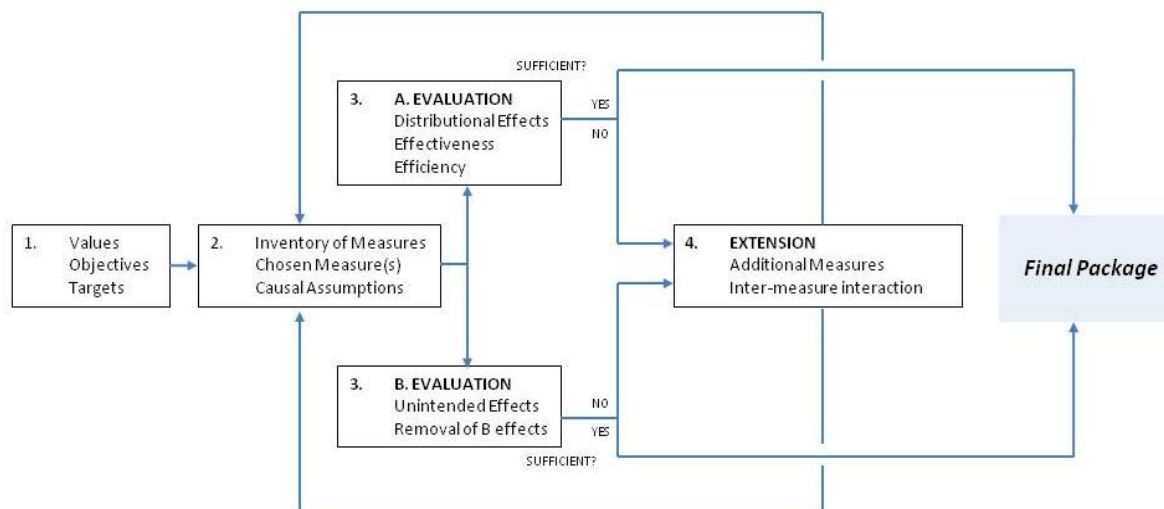 SUFFICIENT?
3. A. EVALUATION
Distributional Effects
Effectiveness
Efficiency
YES
NO
1. Values
Objectives
Targets
2. Inventory of Measures
Chosen Measure(s)
Causal Assumptions
4. EXTENSION
Additional Measures
Inter-measure interaction
Final Package
3. B. EVALUATION
Unintended Effects
Removal of B effects
NO
YES
SUFFICIENT?